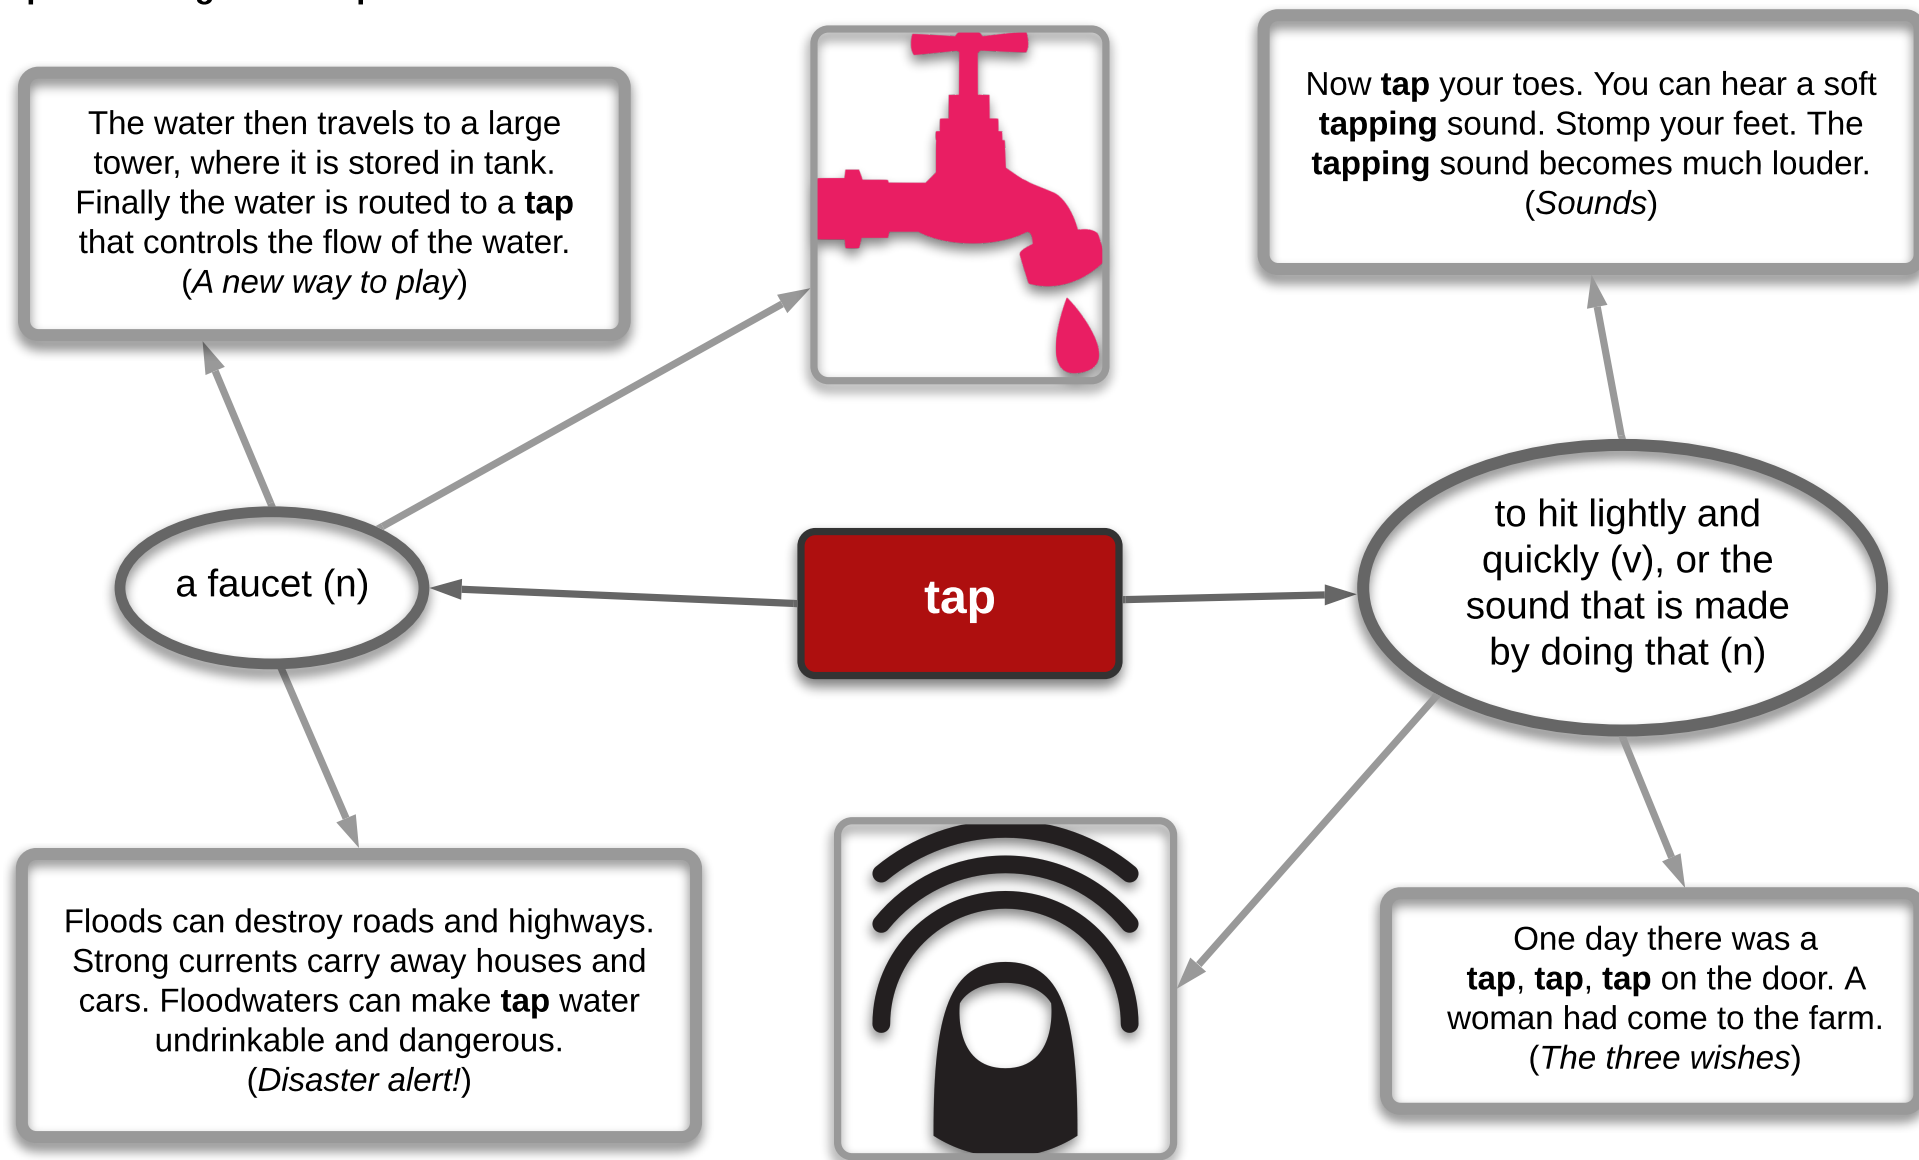 The water then travels to a large
tower, where it is stored in tank.
Finally the water is routed to a tap
that controls the flow of the water.
(A new way to play)
Now tap your toes. You can hear a soft
tapping sound. Stomp your feet. The
tapping sound becomes much louder.
(Sounds)
a faucet (n)
tap
to hit lightly and
quickly (v), or the
sound that is made
by doing that (n)
Floods can destroy roads and highways.
Strong currents carry away houses and
cars. Floodwaters can make tap water
undrinkable and dangerous.
(Disaster alert!)
One day there was a
tap, tap, tap on the door. A
woman had come to the farm.
(The three wishes)